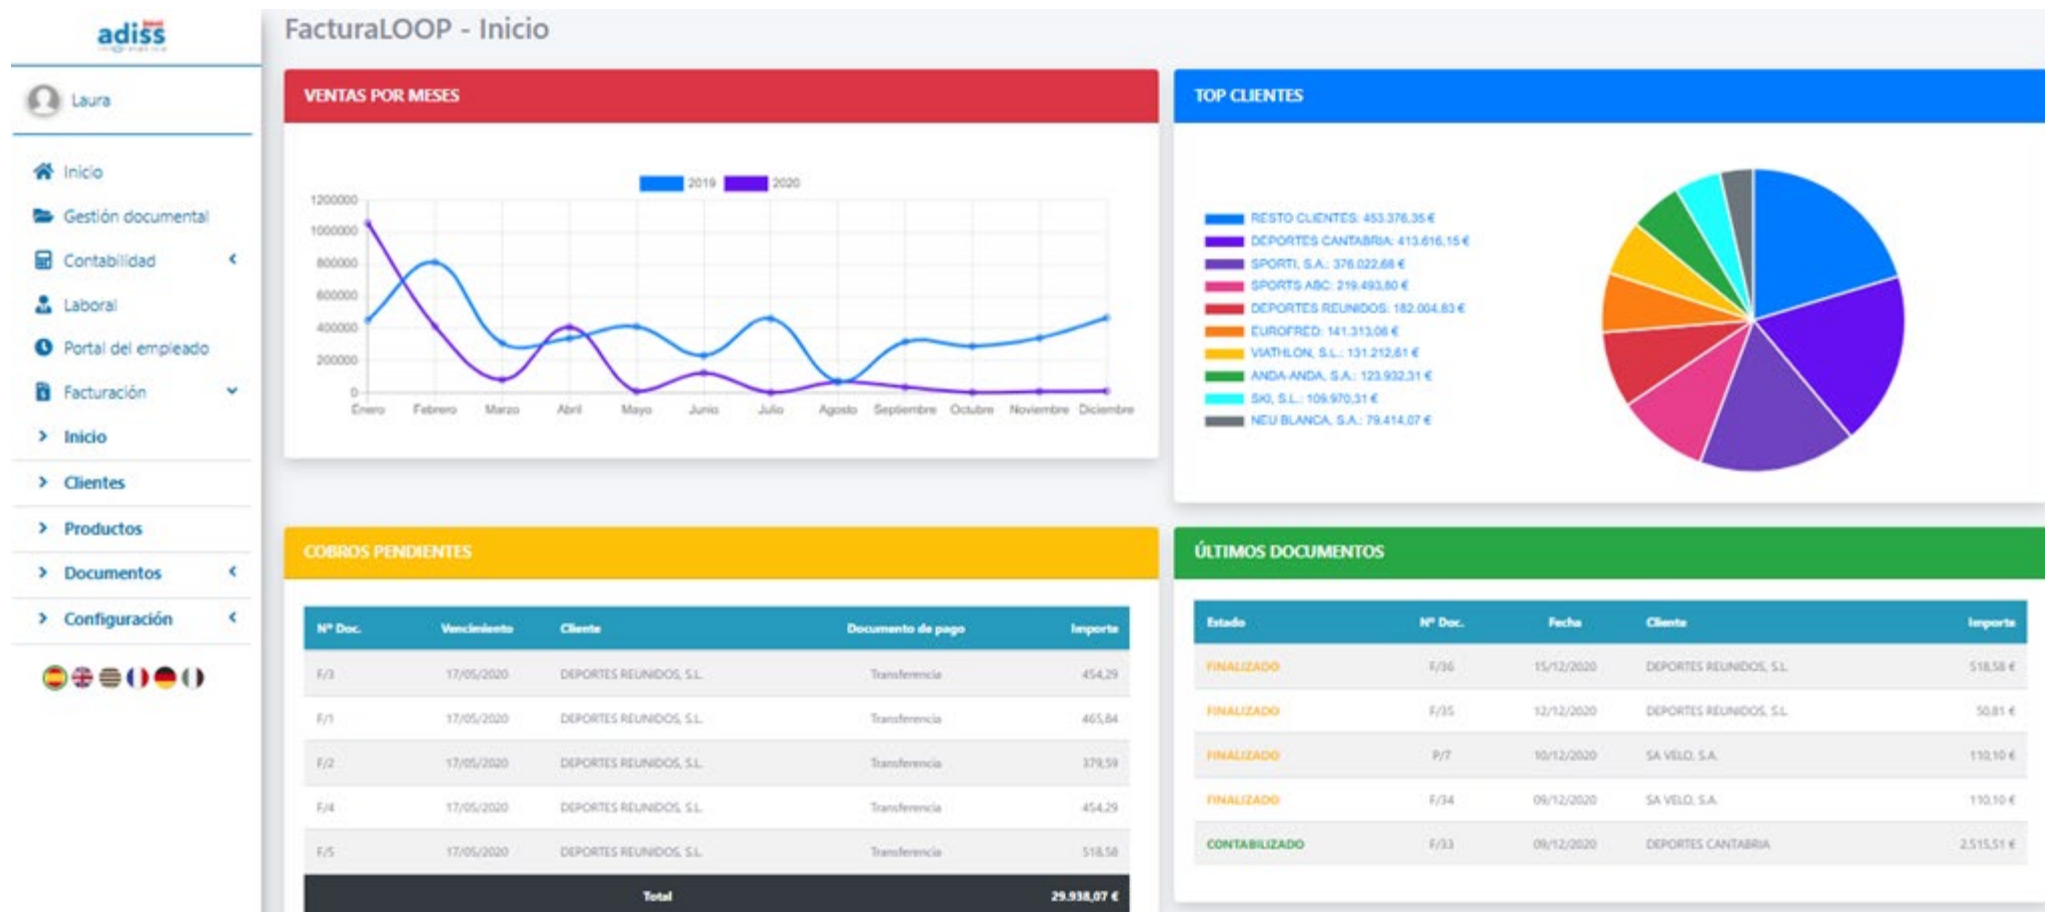 adiss
Laura
Inicio
Gestión documental
Contabilidad
Laboral
Portal del empleado
Facturación
Inicio
Clientes
Productos
Documentos
Configuración
FacturaLOOP - Inicio
VENTAS POR MESES
2019 2020
1200000
1000000
800000
600000
400000
200000
0
Enero Febrero Marzo Abril Mayo Junio Julio Agosto Septiembre Octubre Noviembre Diciembre
TOP CLIENTES
RESTO CLIENTES: 453.376,35 €
DEPORTES CANTABRIA: 413.616,15 €
SPORTI, S.A.: 376.022,68 €
SPORTS ABC: 219.493,80 €
DEPORTES REUNIDOS: 182.004,83 €
EUROFRED: 141.313,06 €
VIATHLON, S.L.: 131.212,61 €
ANDA-ANDA, S.A.: 123.932,31 €
SKI, S.L.: 109.970,31 €
NEU BLANCA, S.A.: 79.414,07 €
COBROS PENDIENTES
Nº Doc. Vencimiento Cliente Documento de pago Importe
F/3 17/05/2020 DEPORTES REUNIDOS, S.L. Transferencia 454,29
F/1 17/05/2020 DEPORTES REUNIDOS, S.L. Transferencia 465,84
F/2 17/05/2020 DEPORTES REUNIDOS, S.L. Transferencia 379,59
F/4 17/05/2020 DEPORTES REUNIDOS, S.L. Transferencia 454,29
F/5 17/05/2020 DEPORTES REUNIDOS, S.L. Transferencia 518,58
Total 29.938,07 €
ÚLTIMOS DOCUMENTOS
Estado Nº Doc. Fecha Cliente Importe
FINALIZADO F/36 15/12/2020 DEPORTES REUNIDOS, S.L. 518,58 €
FINALIZADO F/35 12/12/2020 DEPORTES REUNIDOS, S.L. 50,81 €
FINALIZADO P/7 10/12/2020 SA VELO, S.A. 110,10 €
FINALIZADO F/34 09/12/2020 SA VELO, S.A. 110,10 €
CONTABILIZADO F/33 09/12/2020 DEPORTES CANTABRIA 2.515,51 €